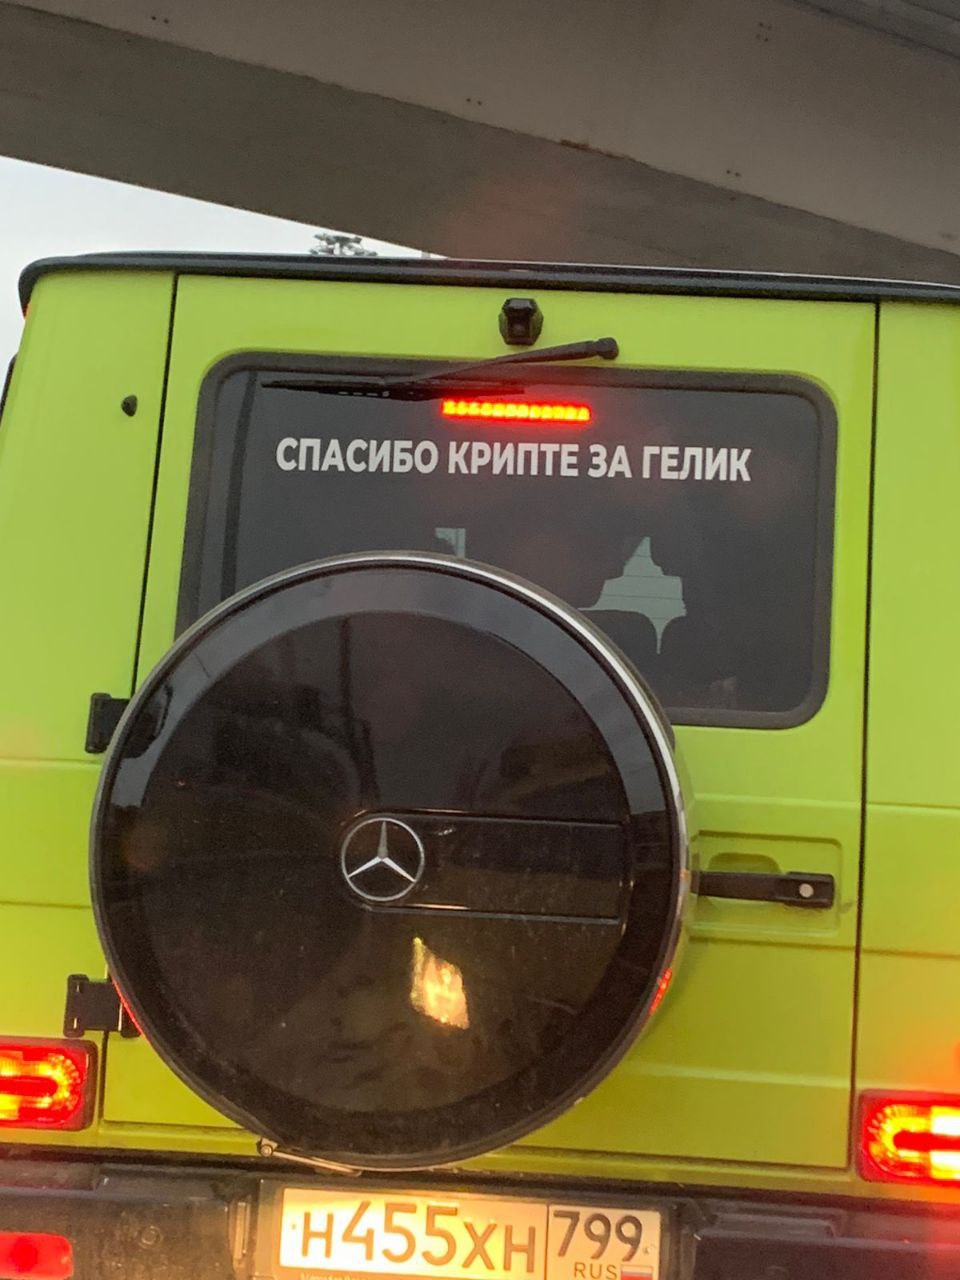 СПАСИБО КРИПТЕ ЗА ГЕЛИК
Н455ХН 799
RUS